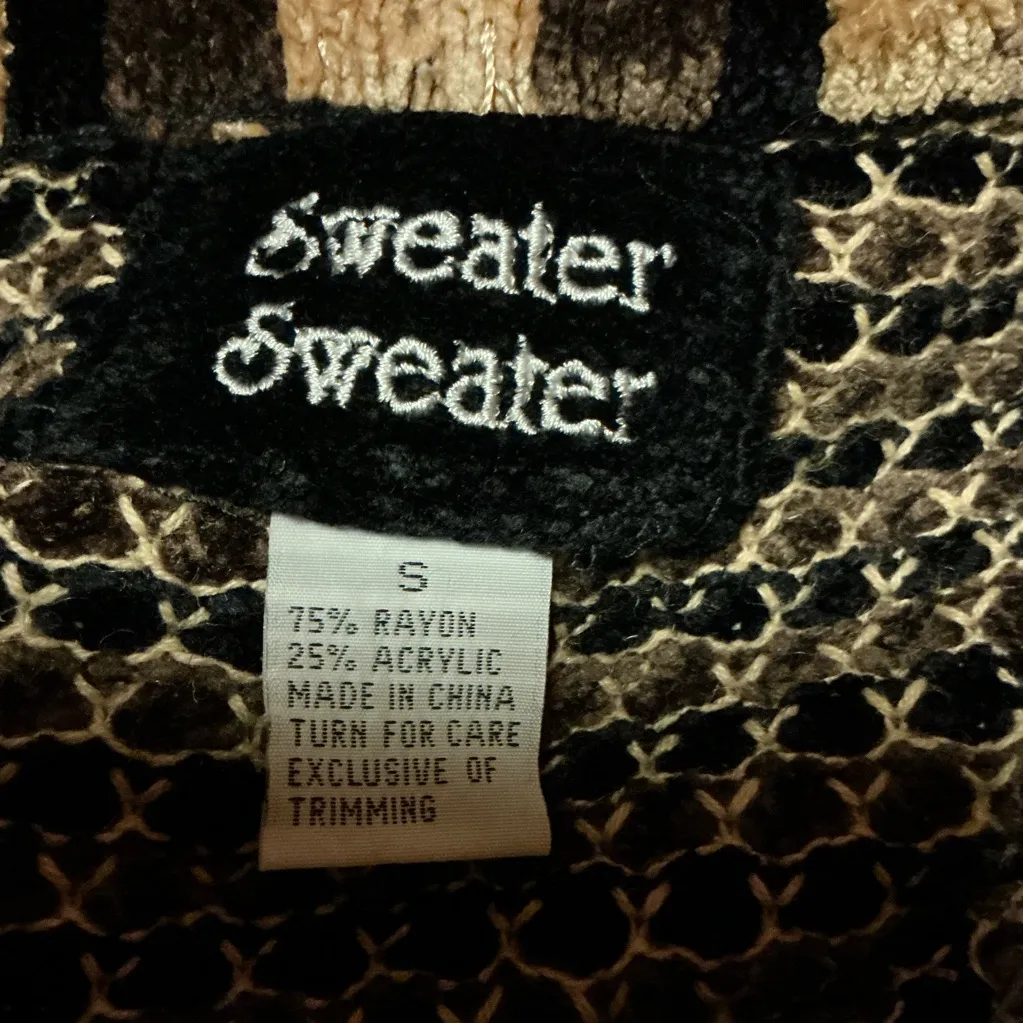 Sweater
Sweater
S
75% RAYON
25% ACRYLIC
MADE IN CHINA
TURN FOR CARE
EXCLUSIVE OF
TRIMMING